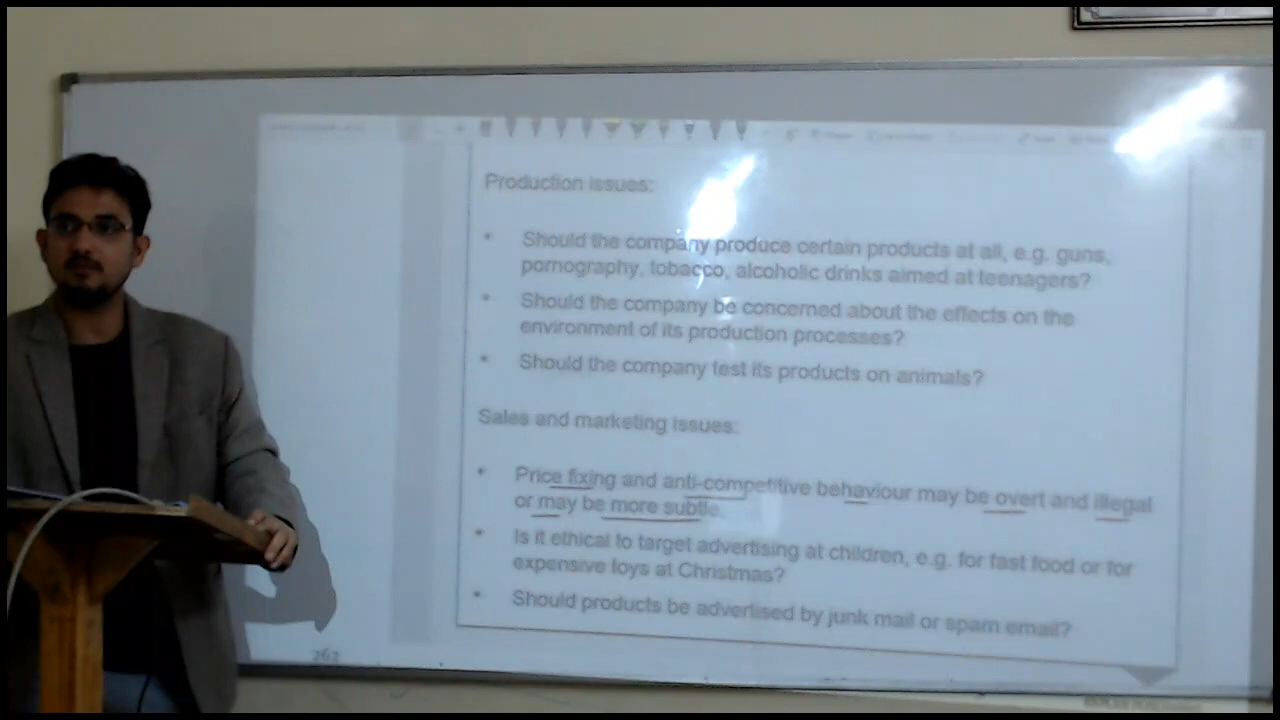 Production issues:
• Should the company produce certain products at all, e.g. guns,
pornography, tobacco, alcoholic drinks aimed at teenagers?
• Should the company be concerned about the effects on the
environment of its production processes?
• Should the company test its products on animals?
Sales and marketing issues:
• Price fixing and anti-competitive behaviour may be overt and illegal
or may be more subtle.
• Is it ethical to target advertising at children, e.g. for fast food or for
expensive toys at Christmas?
• Should products be advertised by junk mail or spam email?